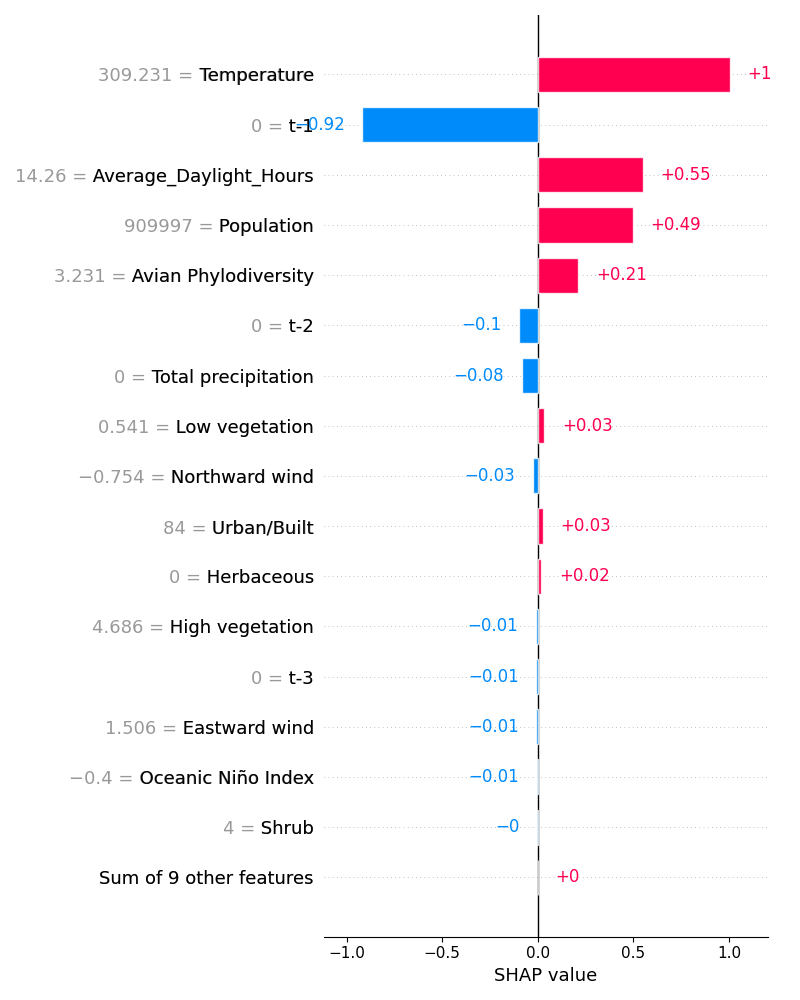 309.231 = Temperature +1
0 = t-1 −0.92
14.26 = Average_Daylight_Hours +0.55
909997 = Population +0.49
3.231 = Avian Phylodiversity +0.21
0 = t-2 −0.1
0 = Total precipitation −0.08
0.541 = Low vegetation +0.03
−0.754 = Northward wind −0.03
84 = Urban/Built +0.03
0 = Herbaceous +0.02
4.686 = High vegetation −0.01
0 = t-3 −0.01
1.506 = Eastward wind −0.01
−0.4 = Oceanic Niño Index −0.01
4 = Shrub −0
Sum of 9 other features +0
−1.0 −0.5 0.0 0.5 1.0
SHAP value